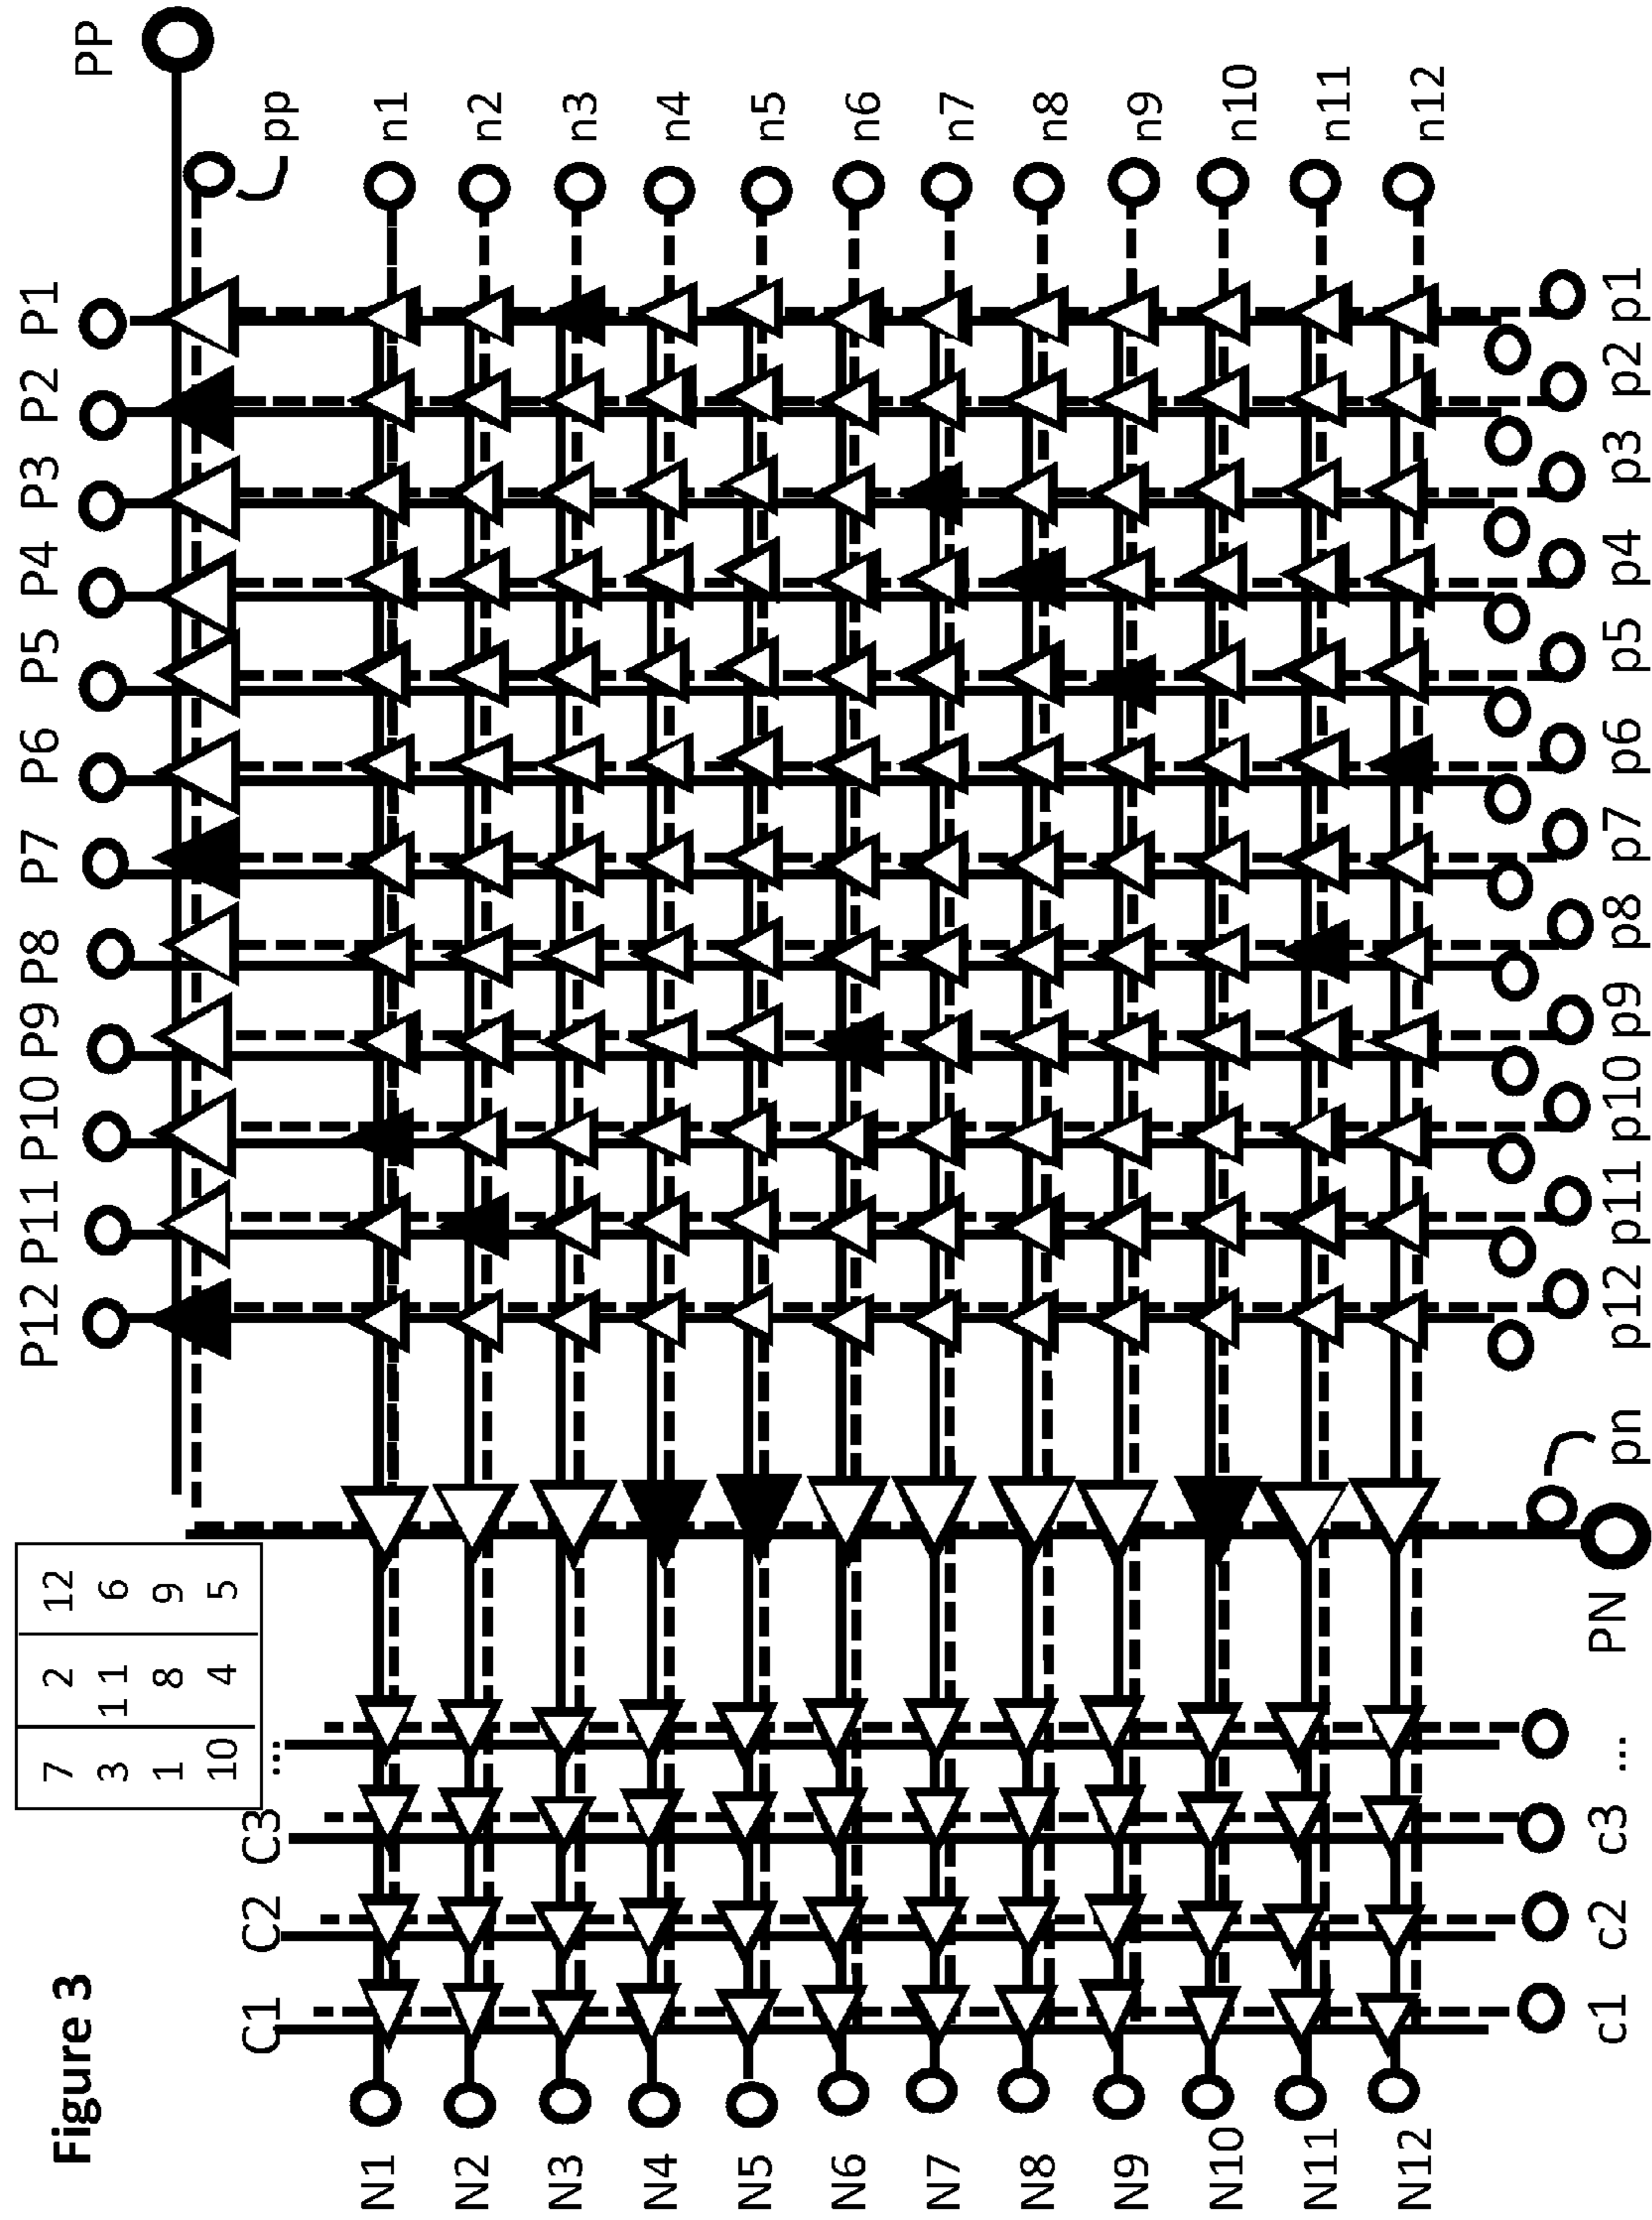 Figure 3
7 2 12
3 11 6
1 8 9
10 4 5
P12 P11 P10 P9 P8 P7 P6 P5 P4 P3 P2 P1
PP
pp
C1 C2 C3 ...
N1
N2
N3
N4
N5
N6
N7
N8
N9
N10
N11
N12
n1
n2
n3
n4
n5
n6
n7
n8
n9
n10
n11
n12
c1 c2 c3 ...
PN
pn
p12 p11 p10 p9 p8 p7 p6 p5 p4 p3 p2 p1